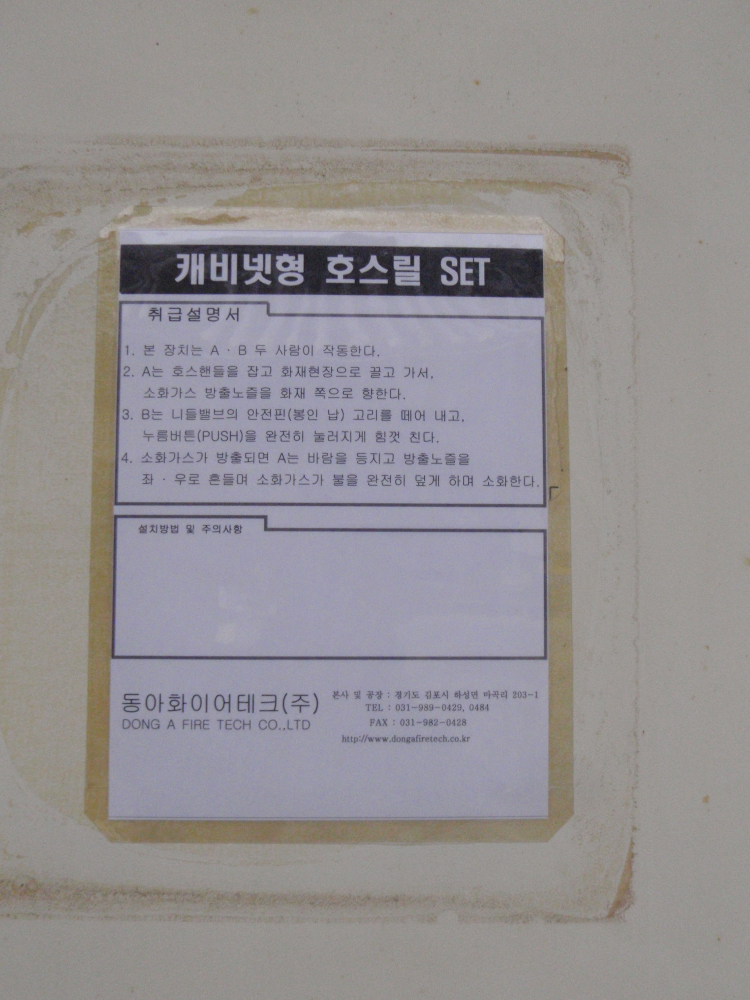 캐비넷형 호스릴 SET
취급설명서
1. 본 장치는 A · B 두 사람이 작동한다.
2. A는 호스핸들을 잡고 화재현장으로 끌고 가서,
소화가스 방출노즐을 화재 쪽으로 향한다.
3. B는 니들밸브의 안전핀(봉인 납) 고리를 떼어 내고,
누름버튼(PUSH)을 완전히 눌러지게 힘껏 친다.
4. 소화가스가 방출되면 A는 바람을 등지고 방출노즐을
좌 · 우로 흔들며 소화가스가 불을 완전히 덮게 하며 소화한다.
설치방법 및 주의사항
동아화이어테크(주)
DONG A FIRE TECH CO.,LTD
본사 및 공장 : 경기도 김포시 하성면 마곡리 203-1
TEL : 031-989-0429, 0484
FAX : 031-982-0428
http://www.dongafiretech.co.kr